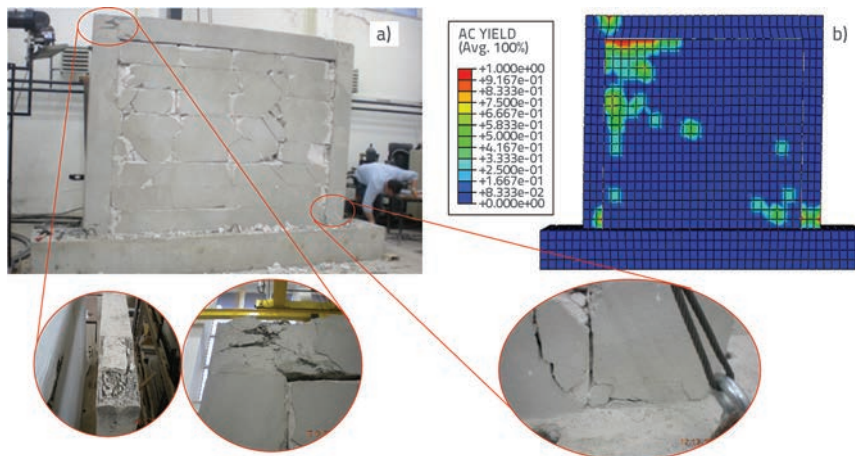 a)
AC YIELD
(Avg. 100%)
+1.000e+00
+9.167e-01
+8.333e-01
+7.500e-01
+6.667e-01
+5.833e-01
+5.000e-01
+4.167e-01
+3.333e-01
+2.500e-01
+1.667e-01
+8.333e-02
+0.000e+00
b)